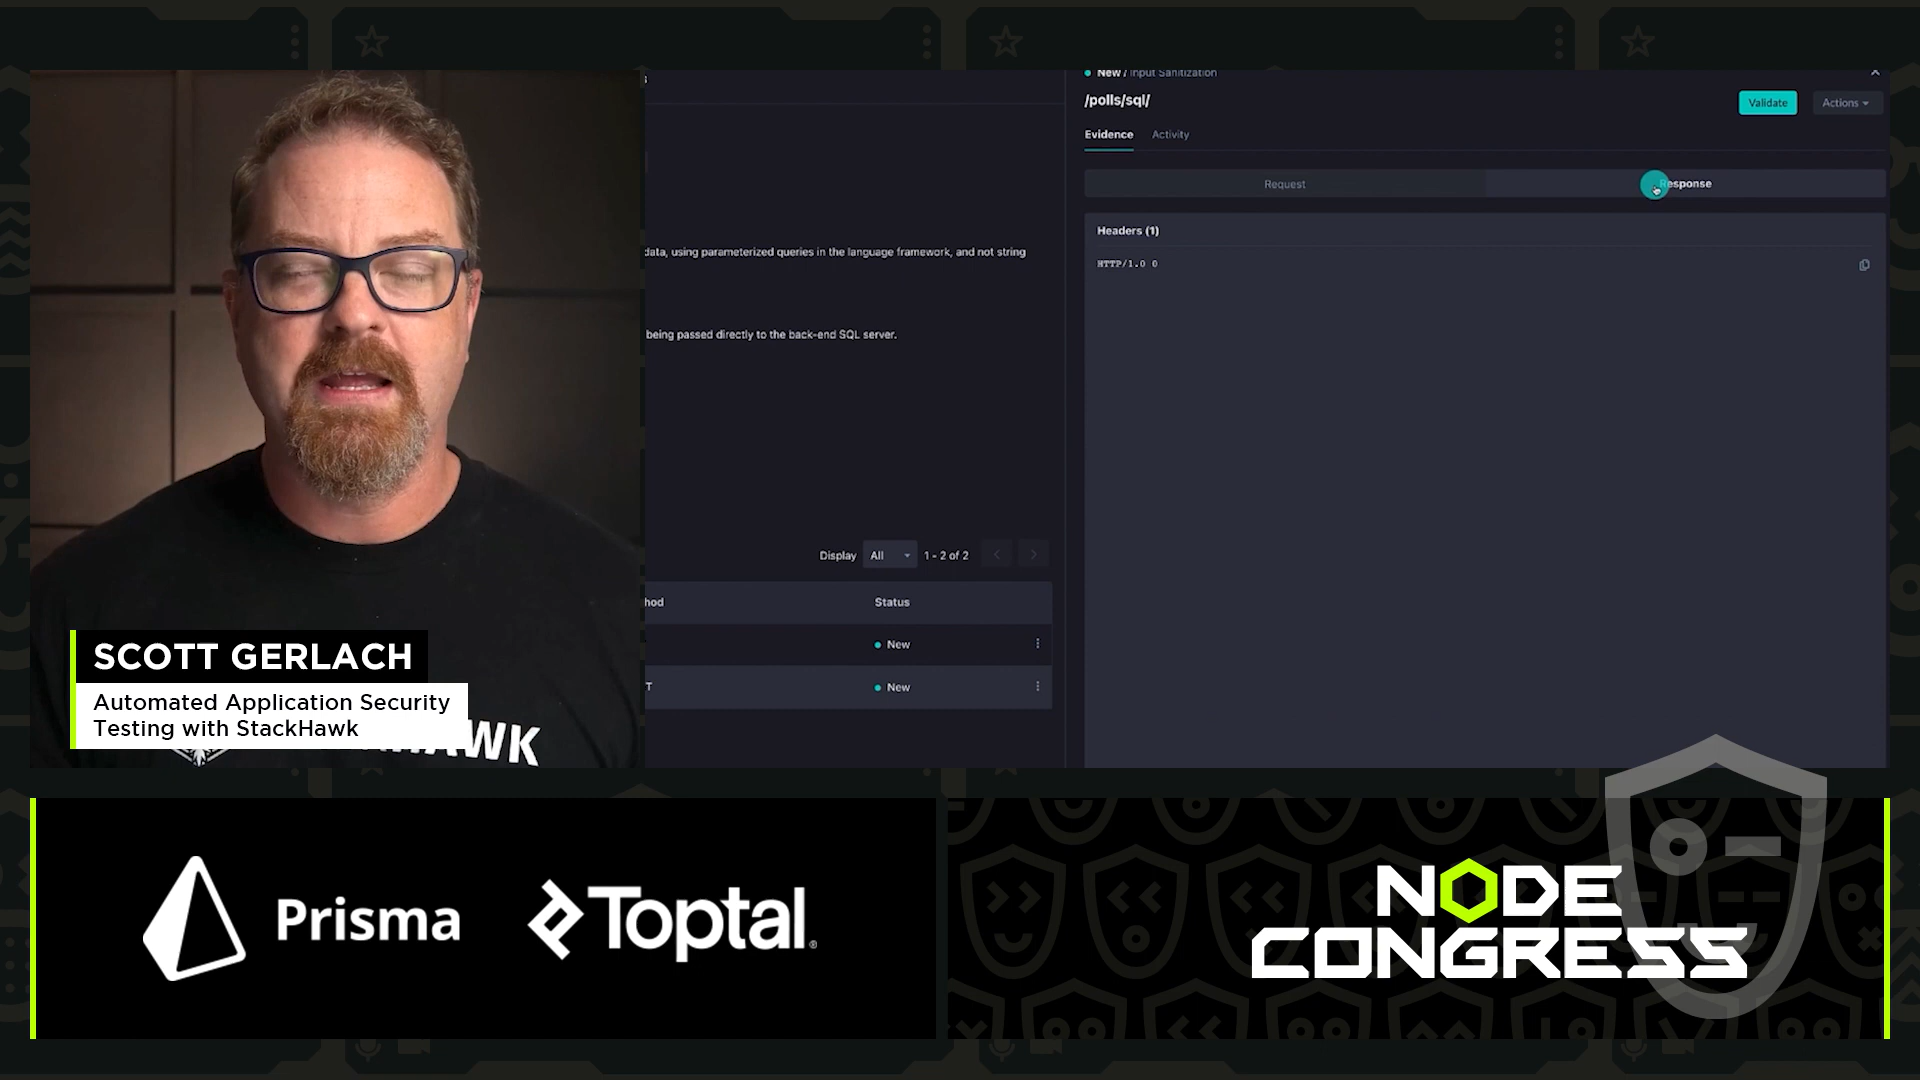 New / Input Sanitization
/polls/sql/
Validate
Actions
Evidence
Activity
Request
Response
Headers (1)
HTTP/1.0 0
data, using parameterized queries in the language framework, and not string
being passed directly to the back-end SQL server.
Display All 1 - 2 of 2
hod Status
New
T New
SCOTT GERLACH
Automated Application Security
Testing with StackHawk
HAWK
Prisma
Toptal®
NODE
CONGRESS